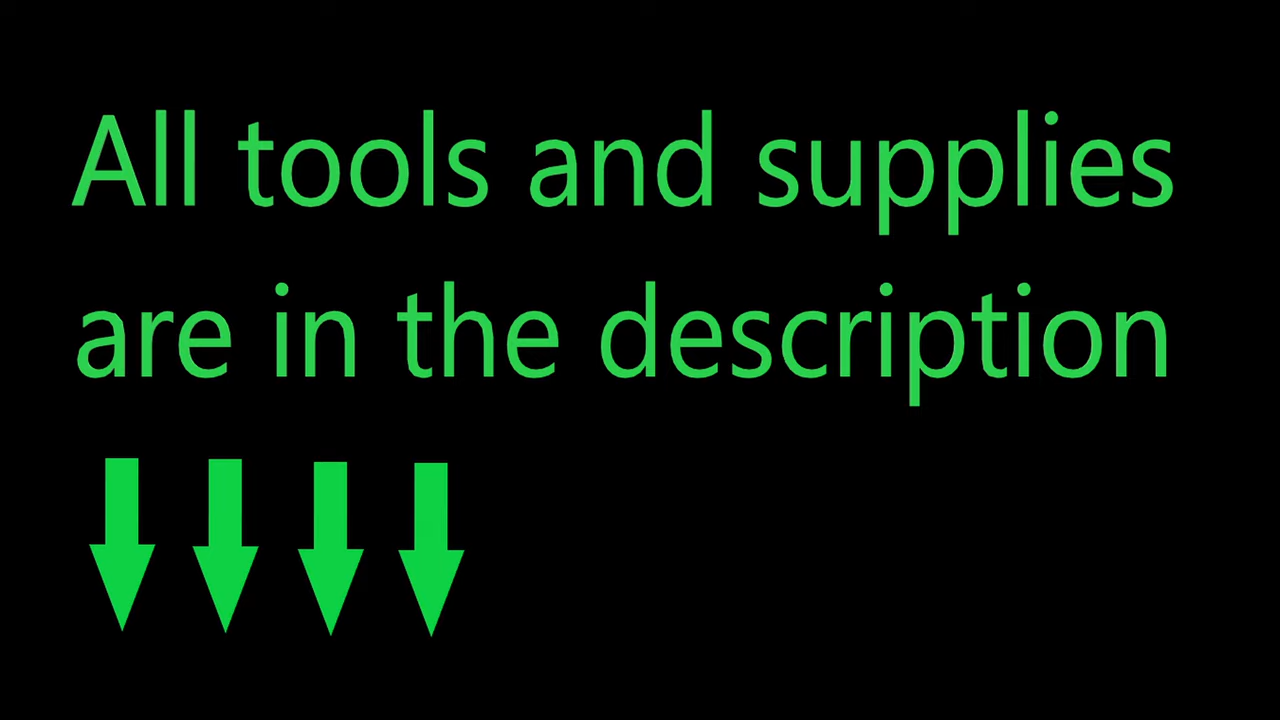 All tools and supplies
are in the description